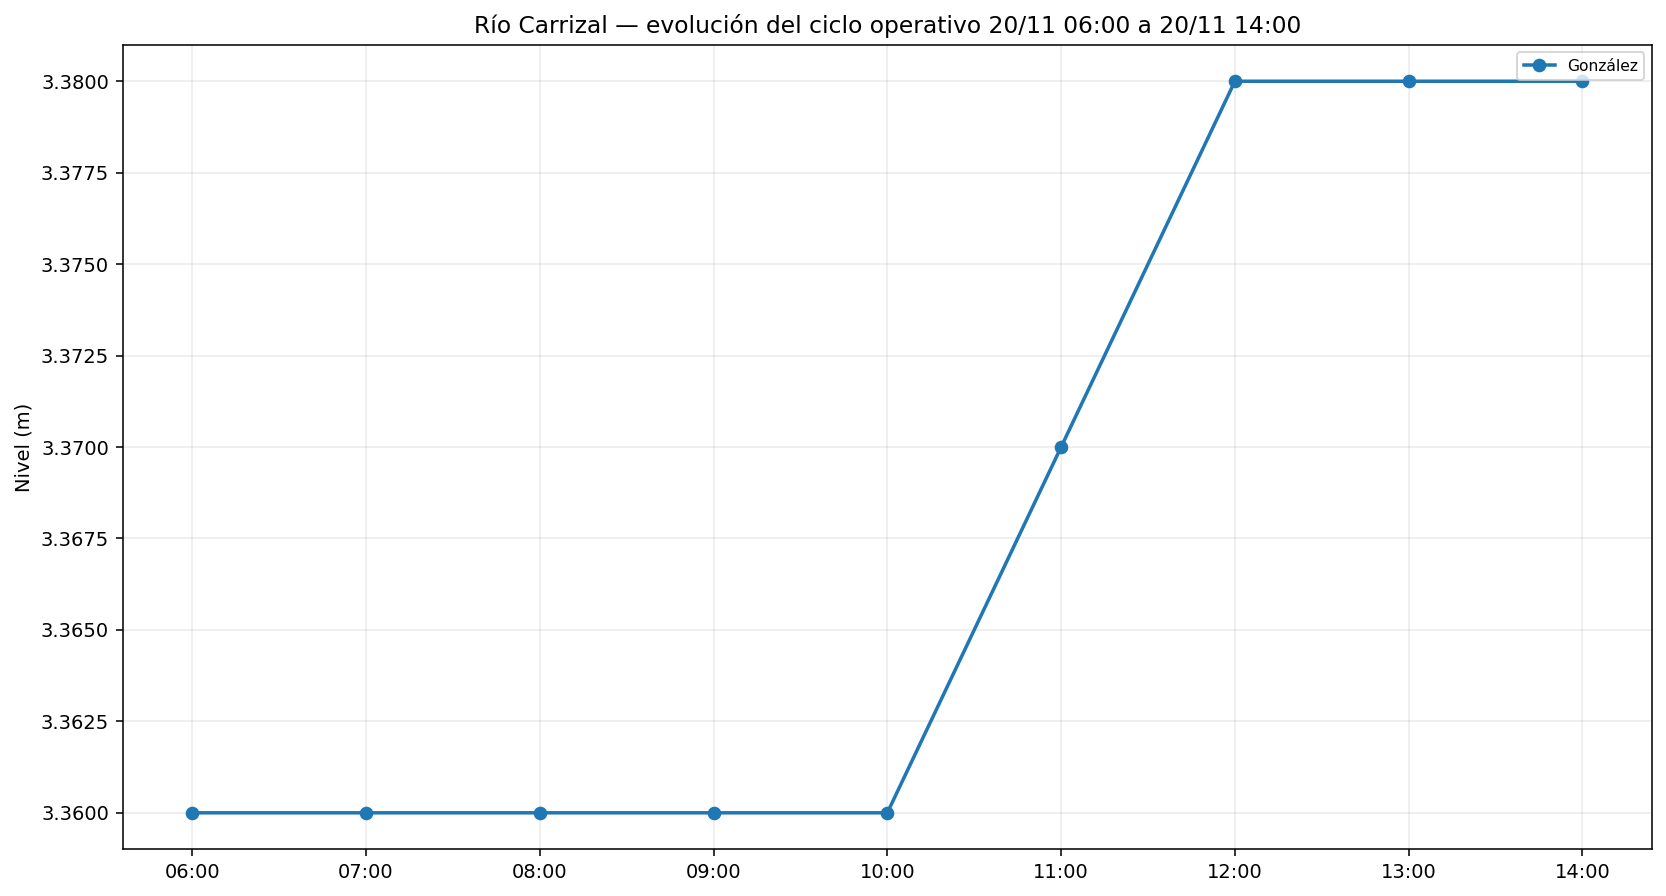 Río Carrizal — evolución del ciclo operativo 20/11 06:00 a 20/11 14:00
González
Nivel (m)
3.3800
3.3775
3.3750
3.3725
3.3700
3.3675
3.3650
3.3625
3.3600
06:00 07:00 08:00 09:00 10:00 11:00 12:00 13:00 14:00